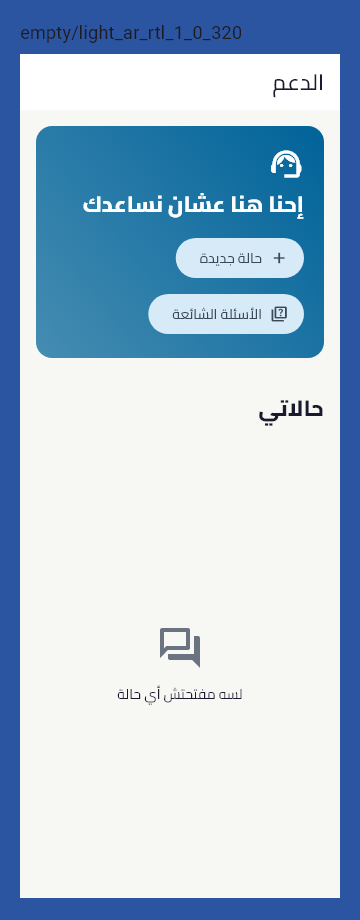 empty/light_ar_rtl_1_0_320
الدعم
إحنا هنا عشان نساعدك
حالة جديدة
الأسئلة الشائعة
حالاتي
لسه مفتحتش أي حالة